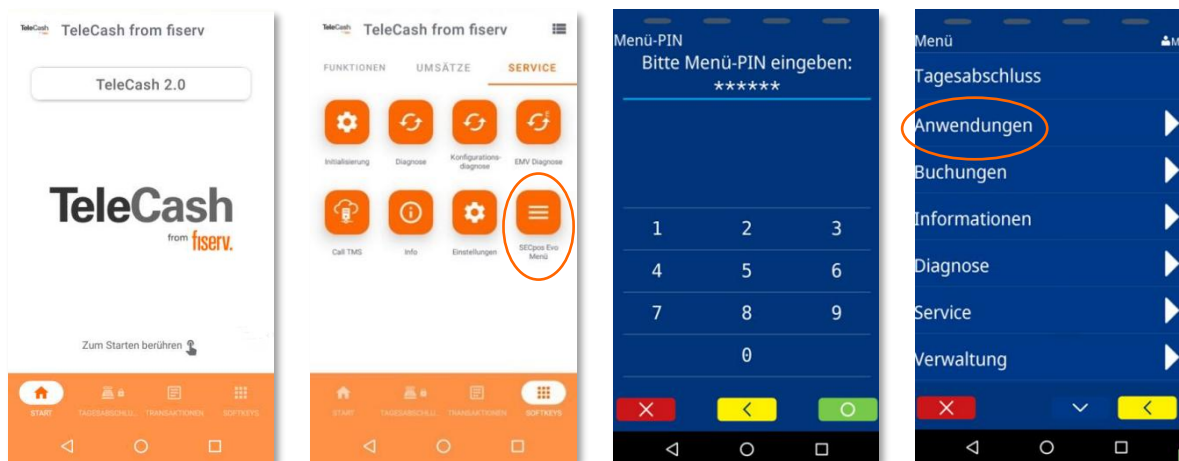 TeleCash TeleCash from fiserv
TeleCash 2.0
TeleCash
from fiserv.
Zum Starten berühren
START TAGESABSCHLU... TRANSAKTIONEN SOFTKEYS
TeleCash TeleCash from fiserv
FUNKTIONEN UMSÄTZE SERVICE
Initialisierung Diagnose Konfigurations-
diagnose EMV Diagnose
Call TMS Info Einstellungen SECpos Evo
Menü
START TAGESABSCHLU... TRANSAKTIONEN SOFTKEYS
Menü-PIN
Bitte Menü-PIN eingeben:
******
1 2 3
4 5 6
7 8 9
0
Menü M
Tagesabschluss
Anwendungen
Buchungen
Informationen
Diagnose
Service
Verwaltung